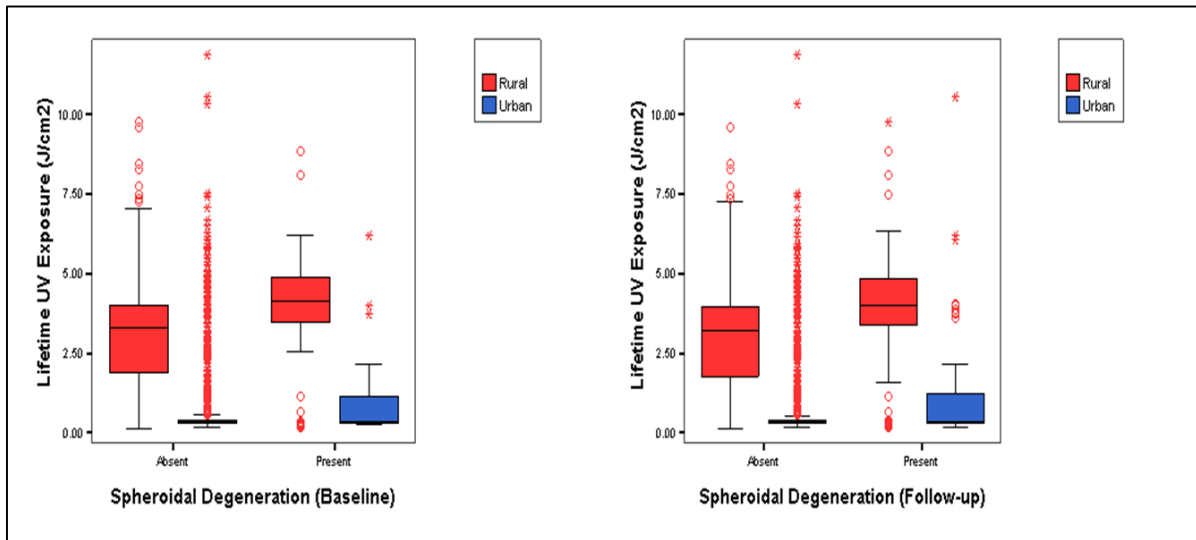 Lifetime UV Exposure (J/cm2)
10.00
7.50
5.00
2.50
0.00
Absent
Present
Spheroidal Degeneration (Baseline)
Rural
Urban
Lifetime UV Exposure (J/cm2)
10.00
7.50
5.00
2.50
0.00
Absent
Present
Spheroidal Degeneration (Follow-up)
Rural
Urban